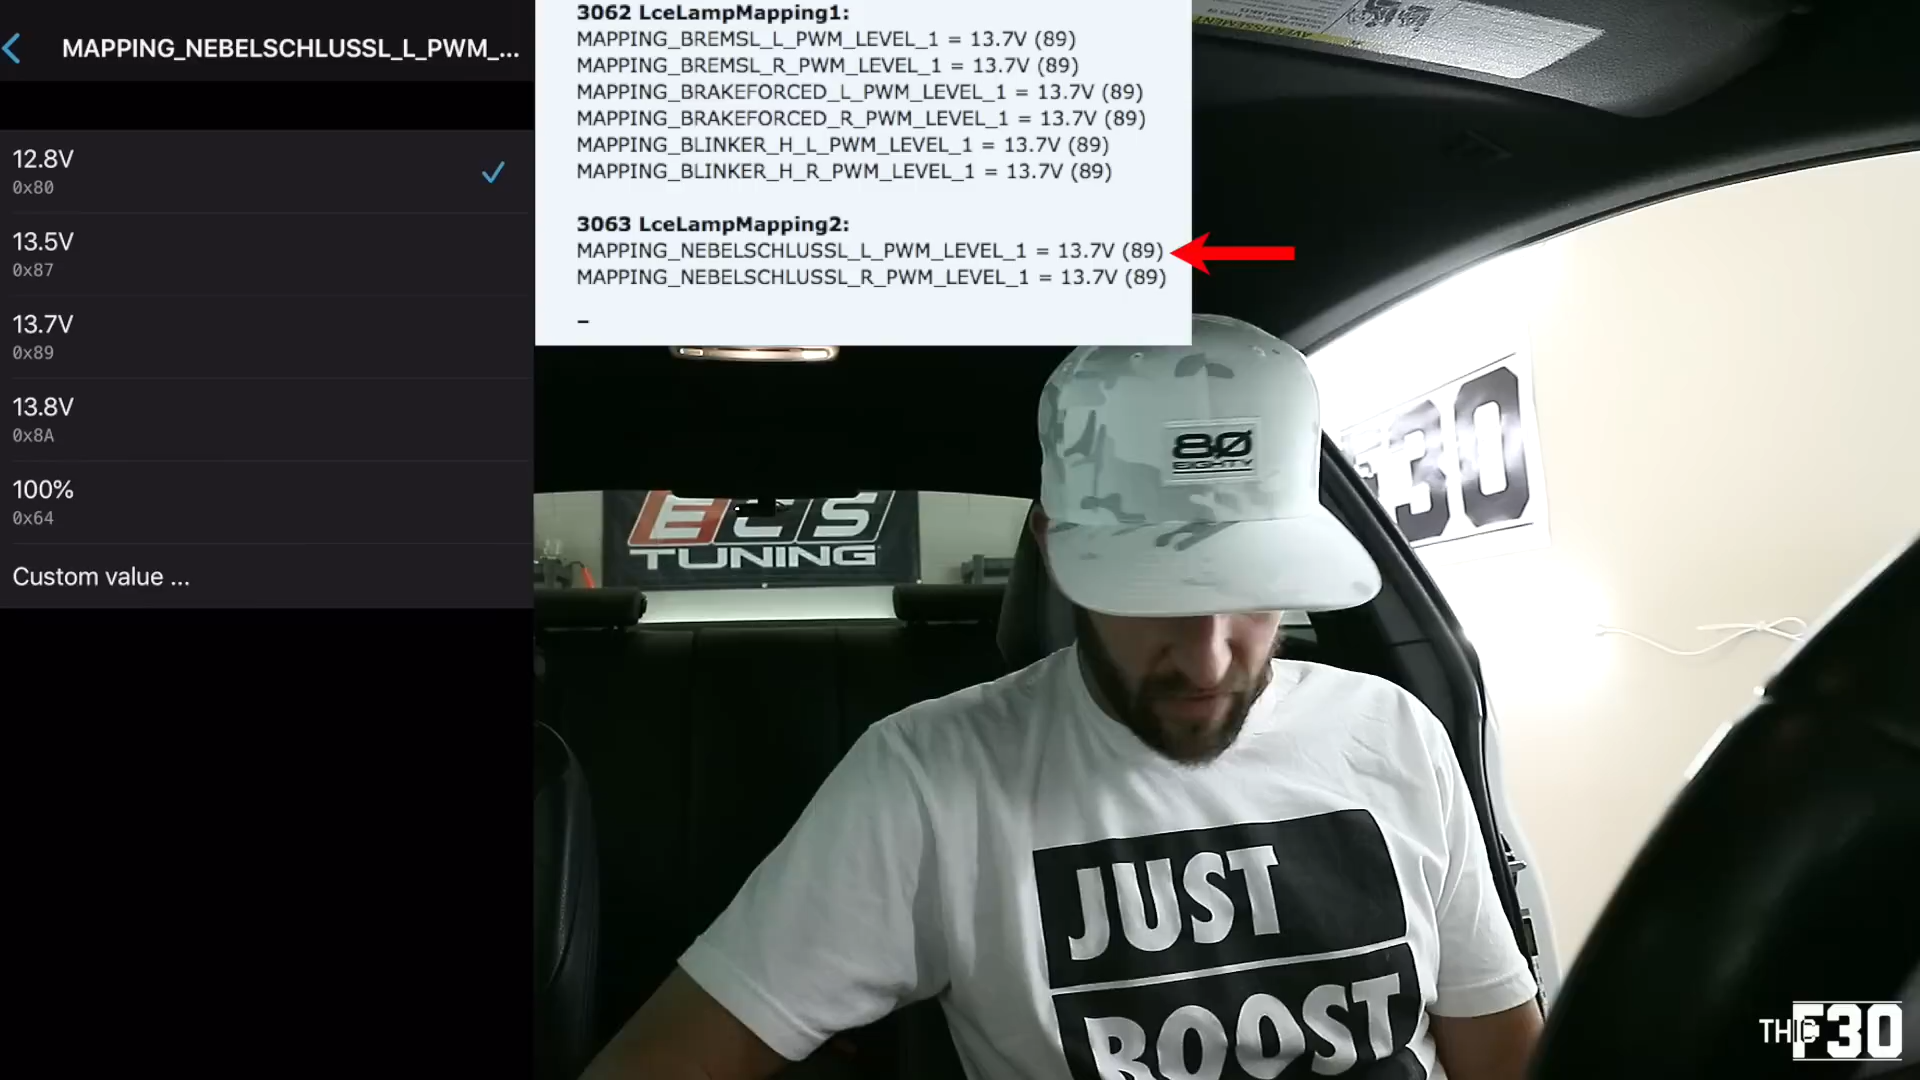 MAPPING_NEBELSCHLUSSL_L_PWM_...
12.8V
0x80
13.5V
0x87
13.7V
0x89
13.8V
0x8A
100%
0x64
Custom value ...
3062 LceLampMapping1:
MAPPING_BREMSL_L_PWM_LEVEL_1 = 13.7V (89)
MAPPING_BREMSL_R_PWM_LEVEL_1 = 13.7V (89)
MAPPING_BRAKEFORCED_L_PWM_LEVEL_1 = 13.7V (89)
MAPPING_BRAKEFORCED_R_PWM_LEVEL_1 = 13.7V (89)
MAPPING_BLINKER_H_L_PWM_LEVEL_1 = 13.7V (89)
MAPPING_BLINKER_H_R_PWM_LEVEL_1 = 13.7V (89)
3063 LceLampMapping2:
MAPPING_NEBELSCHLUSSL_L_PWM_LEVEL_1 = 13.7V (89)
MAPPING_NEBELSCHLUSSL_R_PWM_LEVEL_1 = 13.7V (89)
–
AVERTISSEMENT
F30
8Ø
EIGHTY
ECS
TUNING
JUST
BOOST
F30